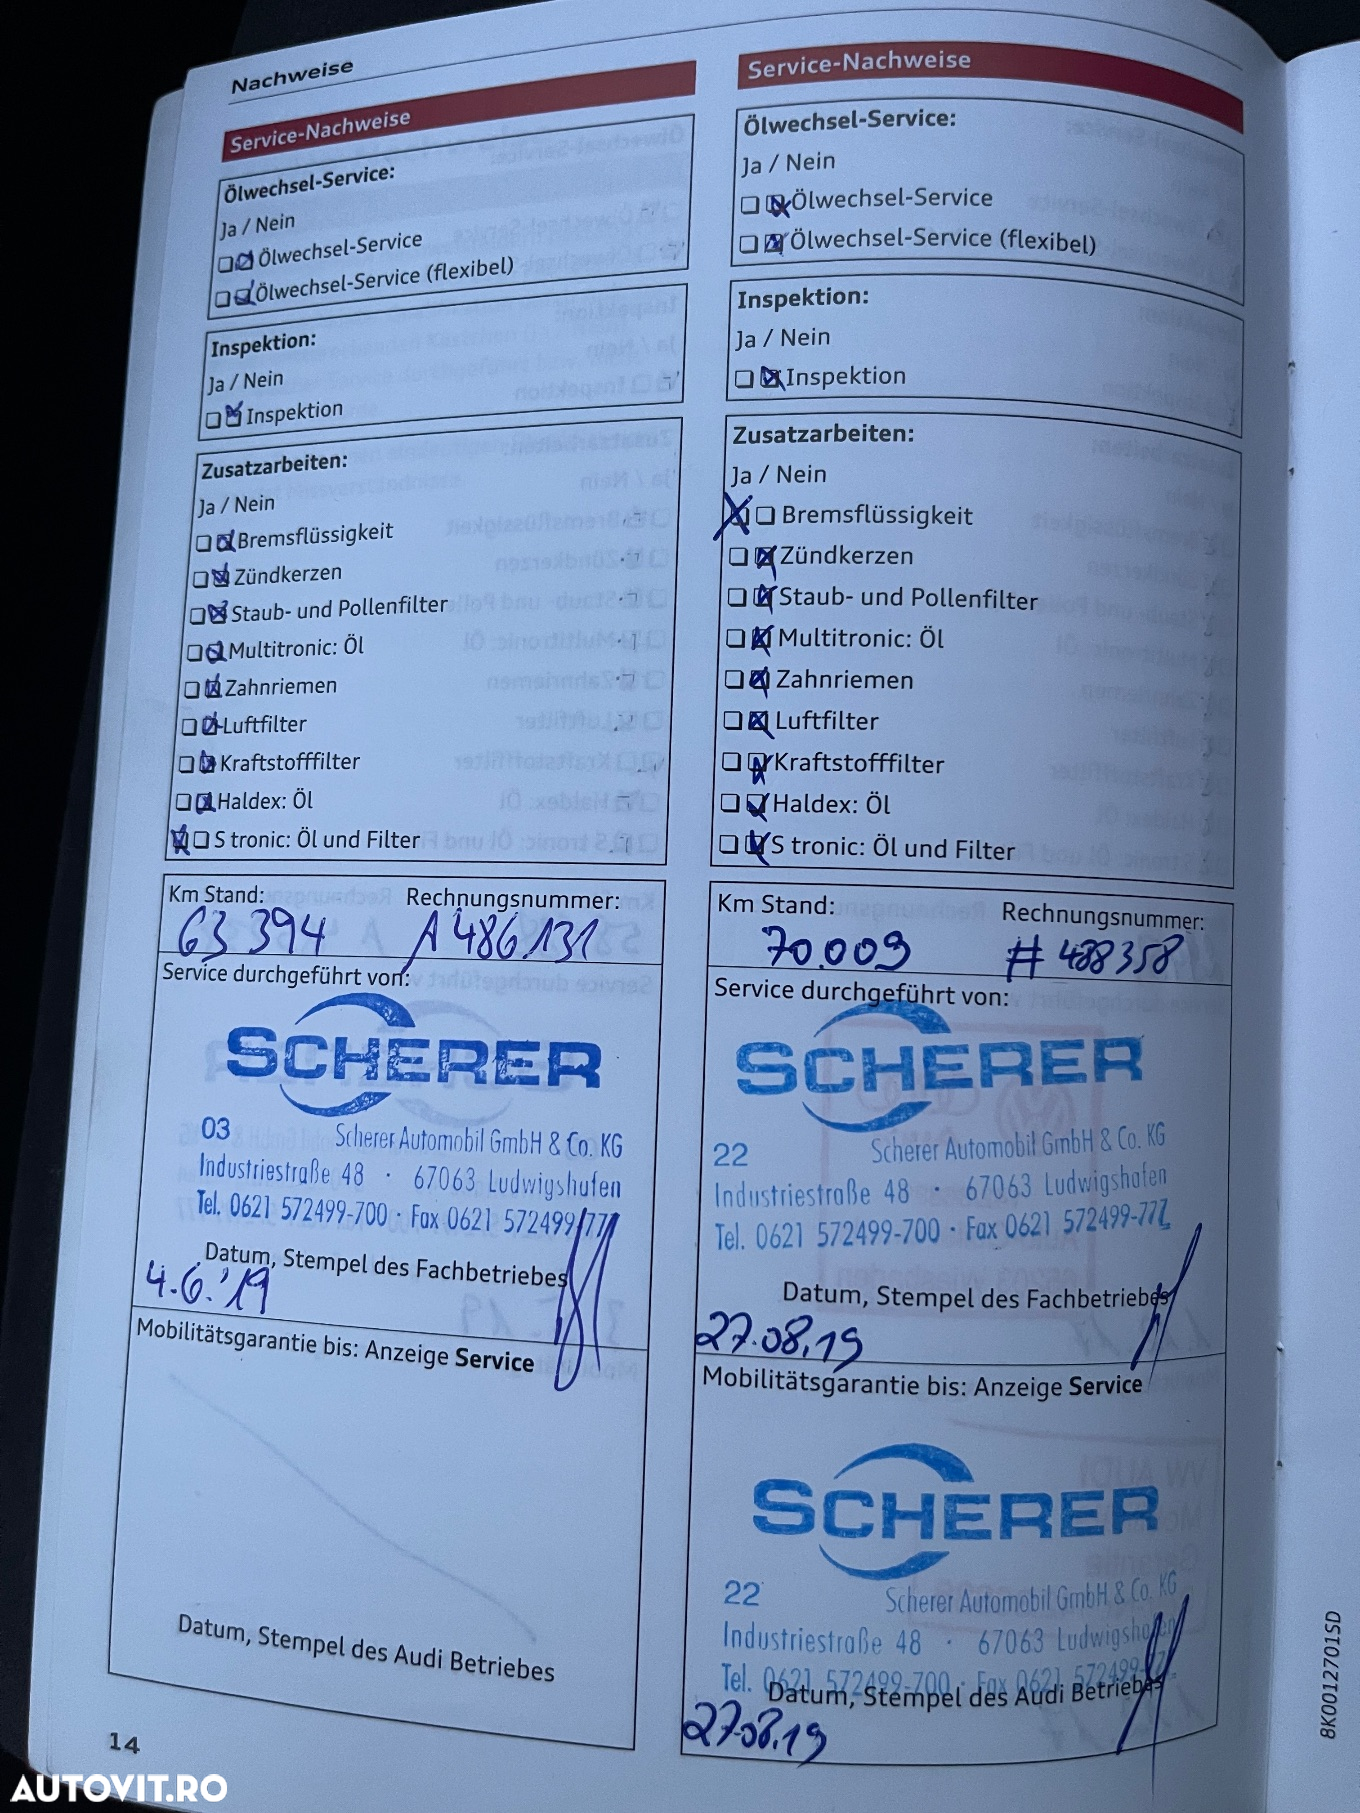 Nachweise
Service-Nachweise
Ölwechsel-Service:
Ja / Nein
Ölwechsel-Service
Ölwechsel-Service (flexibel)
Inspektion:
Ja / Nein
Inspektion
Zusatzarbeiten:
Ja / Nein
Bremsflüssigkeit
Zündkerzen
Staub- und Pollenfilter
Multitronic: Öl
Zahnriemen
Luftfilter
Kraftstofffilter
Haldex: Öl
S tronic: Öl und Filter
Km Stand: Rechnungsnummer:
63 394 A 486131
Service durchgeführt von:
SCHERER
03 Scherer Automobil GmbH & Co. KG
Industriestraße 48 · 67063 Ludwigshafen
Tel. 0621 572499-700 · Fax 0621 572499-777
Datum, Stempel des Fachbetriebes
4.6.'19
Mobilitätsgarantie bis: Anzeige Service
Datum, Stempel des Audi Betriebes
14
Service-Nachweise
Ölwechsel-Service:
Ja / Nein
Ölwechsel-Service
Ölwechsel-Service (flexibel)
Inspektion:
Ja / Nein
Inspektion
Zusatzarbeiten:
Ja / Nein
Bremsflüssigkeit
Zündkerzen
Staub- und Pollenfilter
Multitronic: Öl
Zahnriemen
Luftfilter
Kraftstofffilter
Haldex: Öl
S tronic: Öl und Filter
Km Stand: Rechnungsnummer:
70.009 # 488358
Service durchgeführt von:
SCHERER
22 Scherer Automobil GmbH & Co. KG
Industriestraße 48 · 67063 Ludwigshafen
Tel. 0621 572499-700 · Fax 0621 572499-777
Datum, Stempel des Fachbetriebes
27.08.19
Mobilitätsgarantie bis: Anzeige Service
SCHERER
22 Scherer Automobil GmbH & Co. KG
Industriestraße 48 · 67063 Ludwigshafen
Tel. 0621 572499-700 · Fax 0621 572499-77
Datum, Stempel des Audi Betriebes
27.08.19
8K0012701SD
AUTOVIT.RO